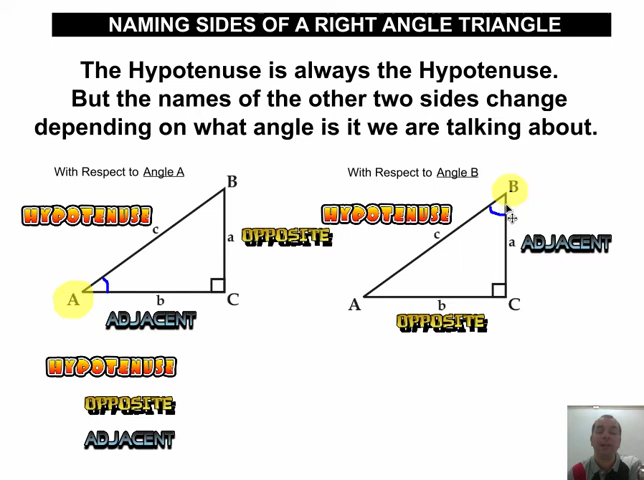 NAMING SIDES OF A RIGHT ANGLE TRIANGLE
The Hypotenuse is always the Hypotenuse.
But the names of the other two sides change
depending on what angle is it we are talking about.
With Respect to Angle A
B
HYPOTENUSE
c
a OPPOSITE
A
b
C
ADJACENT
With Respect to Angle B
B
HYPOTENUSE
c
a ADJACENT
A
b
C
OPPOSITE
HYPOTENUSE
OPPOSITE
ADJACENT